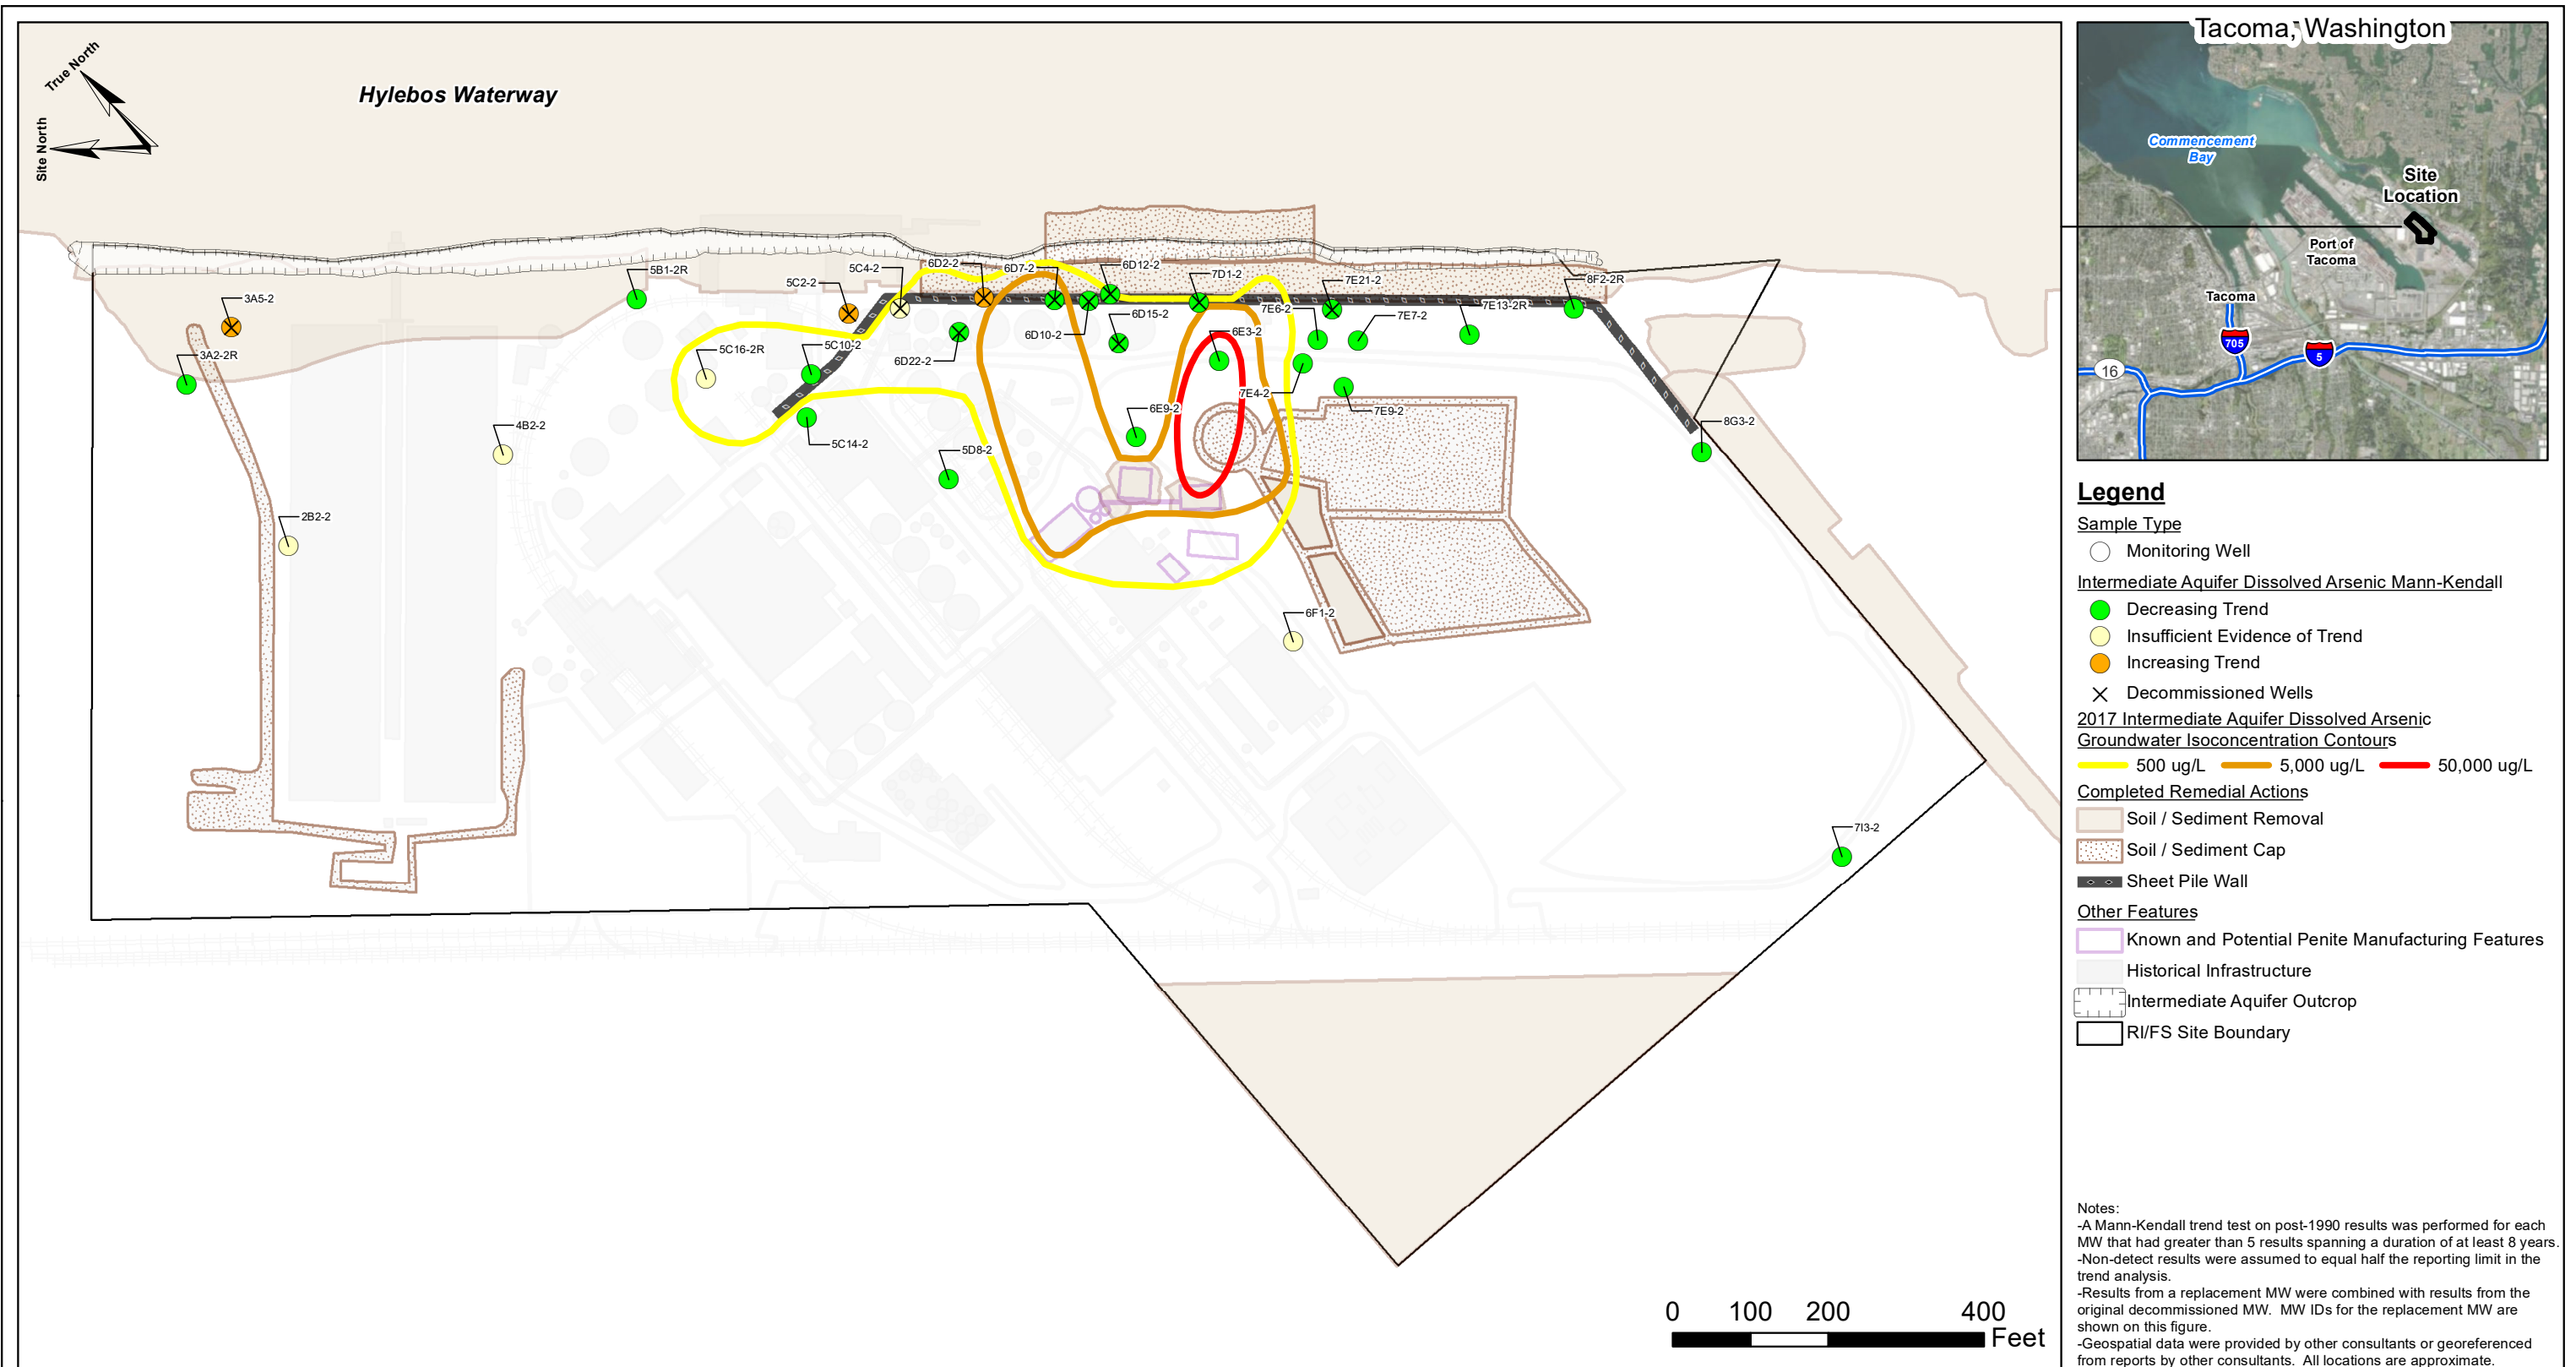 True North
Site North
Hylebos Waterway
3A5-2
3A2-2R
5B1-2R
5C2-2
5C4-2
6D2-2
6D7-2
6D12-2
7D1-2
7E21-2
8F2-2R
7E6-2
7E7-2
7E13-2R
6D10-2
6D15-2
6E3-2
5C16-2R
5C10-2
6D22-2
7E4-2
7E9-2
6E9-2
8G3-2
4B2-2
5C14-2
5D8-2
2B2-2
6F1-2
7I3-2
0 100 200 400
Feet
Tacoma, Washington
Commencement
Bay
Site
Location
Port of
Tacoma
Tacoma
705
5
16
Legend
Sample Type
Monitoring Well
Intermediate Aquifer Dissolved Arsenic Mann-Kendall
Decreasing Trend
Insufficient Evidence of Trend
Increasing Trend
Decommissioned Wells
2017 Intermediate Aquifer Dissolved Arsenic
Groundwater Isoconcentration Contours
500 ug/L 5,000 ug/L 50,000 ug/L
Completed Remedial Actions
Soil / Sediment Removal
Soil / Sediment Cap
Sheet Pile Wall
Other Features
Known and Potential Penite Manufacturing Features
Historical Infrastructure
Intermediate Aquifer Outcrop
RI/FS Site Boundary
Notes:
-A Mann-Kendall trend test on post-1990 results was performed for each
MW that had greater than 5 results spanning a duration of at least 8 years.
-Non-detect results were assumed to equal half the reporting limit in the
trend analysis.
-Results from a replacement MW were combined with results from the
original decommissioned MW. MW IDs for the replacement MW are
shown on this figure.
-Geospatial data were provided by other consultants or georeferenced
from reports by other consultants. All locations are approximate.